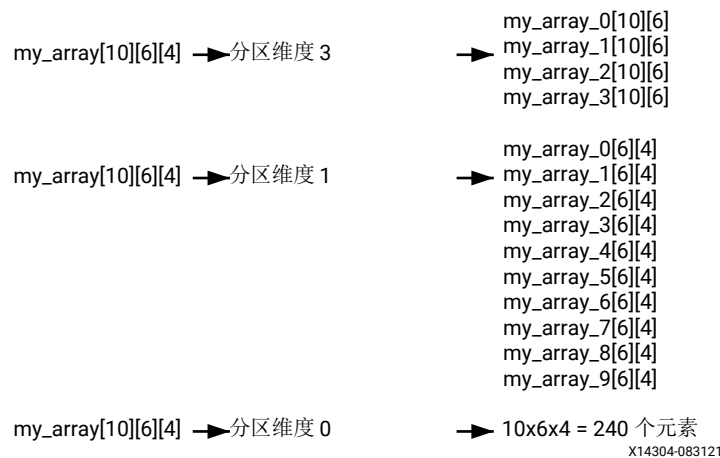 my_array_0[10][6]
my_array_1[10][6]
my_array[10][6][4] 分区维度 3
my_array_2[10][6]
my_array_3[10][6]
my_array_0[6][4]
my_array[10][6][4] 分区维度 1 my_array_1[6][4]
my_array_2[6][4]
my_array_3[6][4]
my_array_4[6][4]
my_array_5[6][4]
my_array_6[6][4]
my_array_7[6][4]
my_array_8[6][4]
my_array_9[6][4]
my_array[10][6][4] 分区维度 0 10x6x4 = 240 个元素
X14304-083121